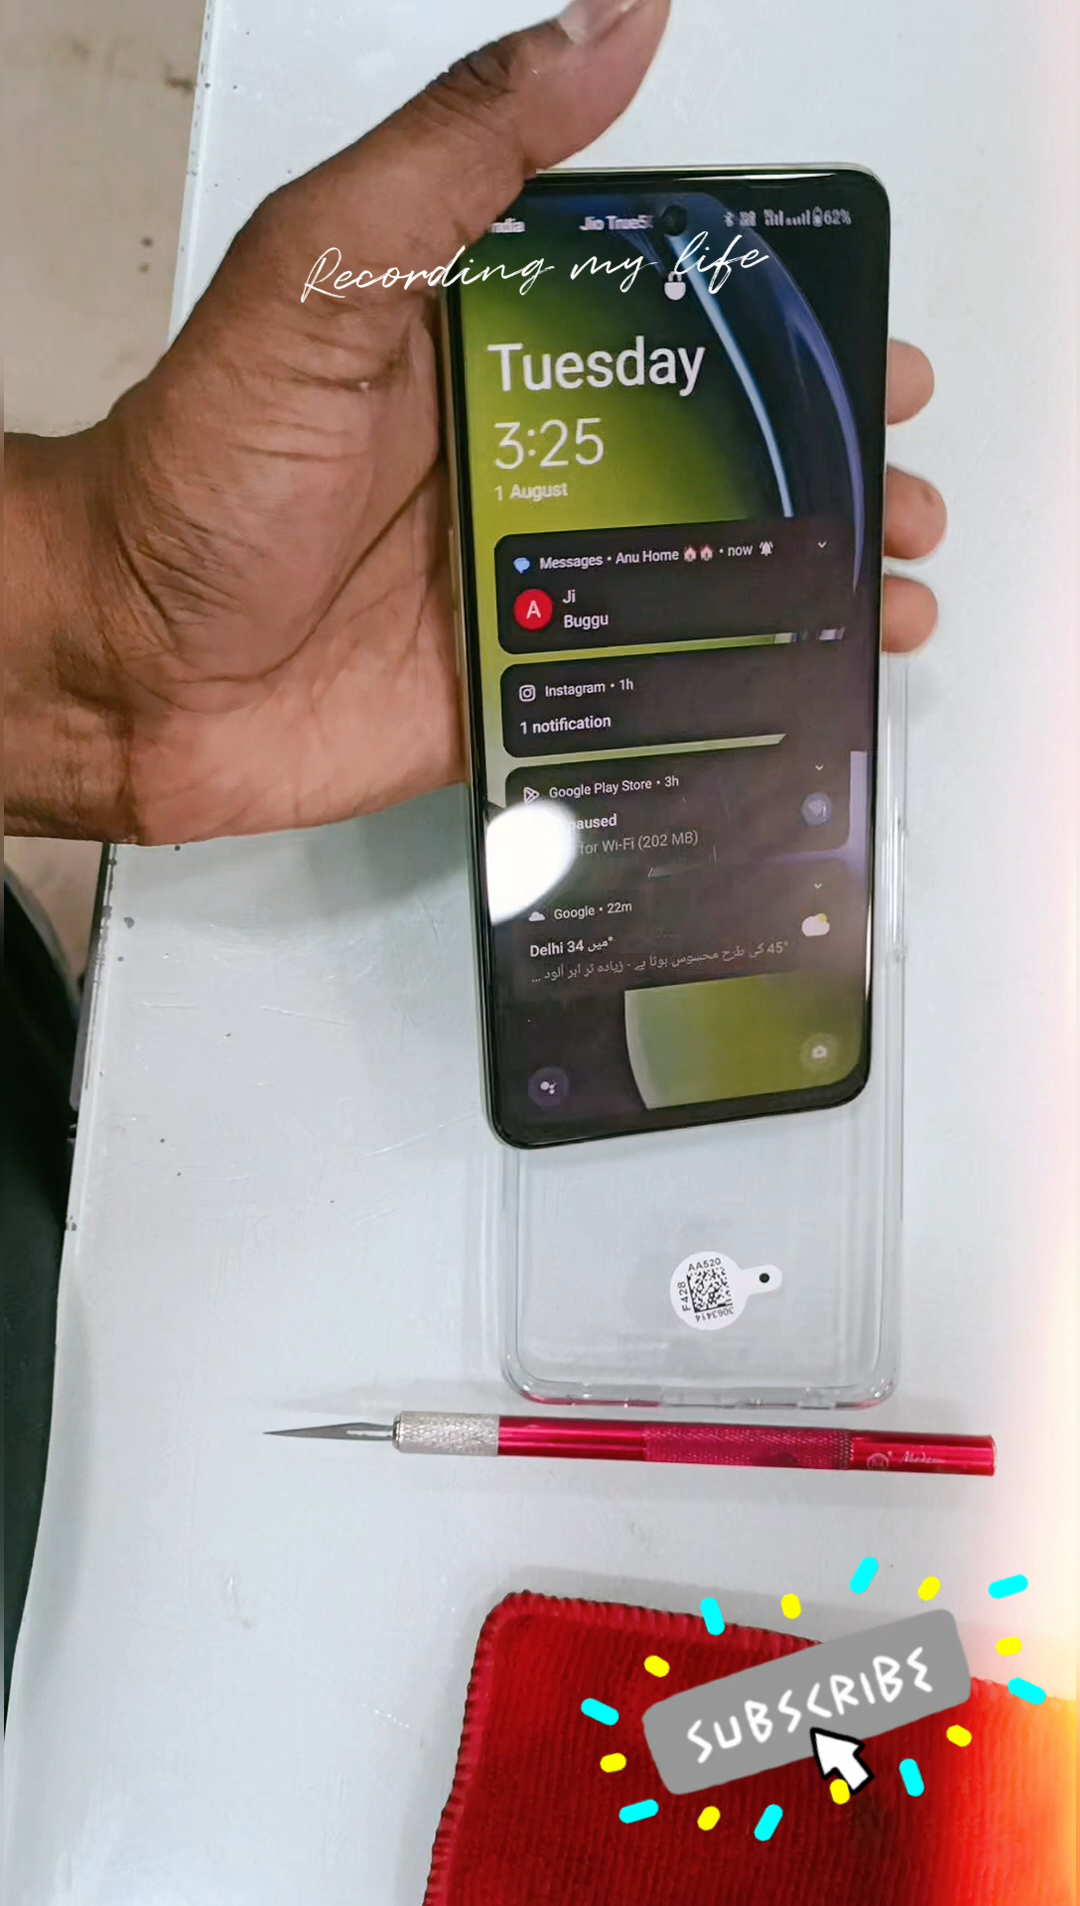 Jio True5
62%
Recording my life
Tuesday
3:25
1 August
Messages • Anu Home 🏠🏠 • now
A
Ji
Buggu
Instagram • 1h
1 notification
Google Play Store • 3h
paused
for Wi-Fi (202 MB)
Google • 22m
Delhi 34 میں°
45° کی طرح محسوس ہوتا ہے - زیادہ تر ابر آلود ...
AA520
F428
3063414
SUBSCRIBE